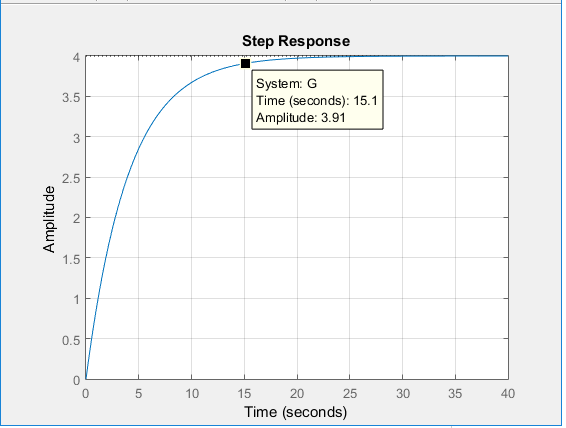 Step Response
4
3.5
3
2.5
2
1.5
1
0.5
0
System: G
Time (seconds): 15.1
Amplitude: 3.91
Amplitude
0 5 10 15 20 25 30 35 40
Time (seconds)